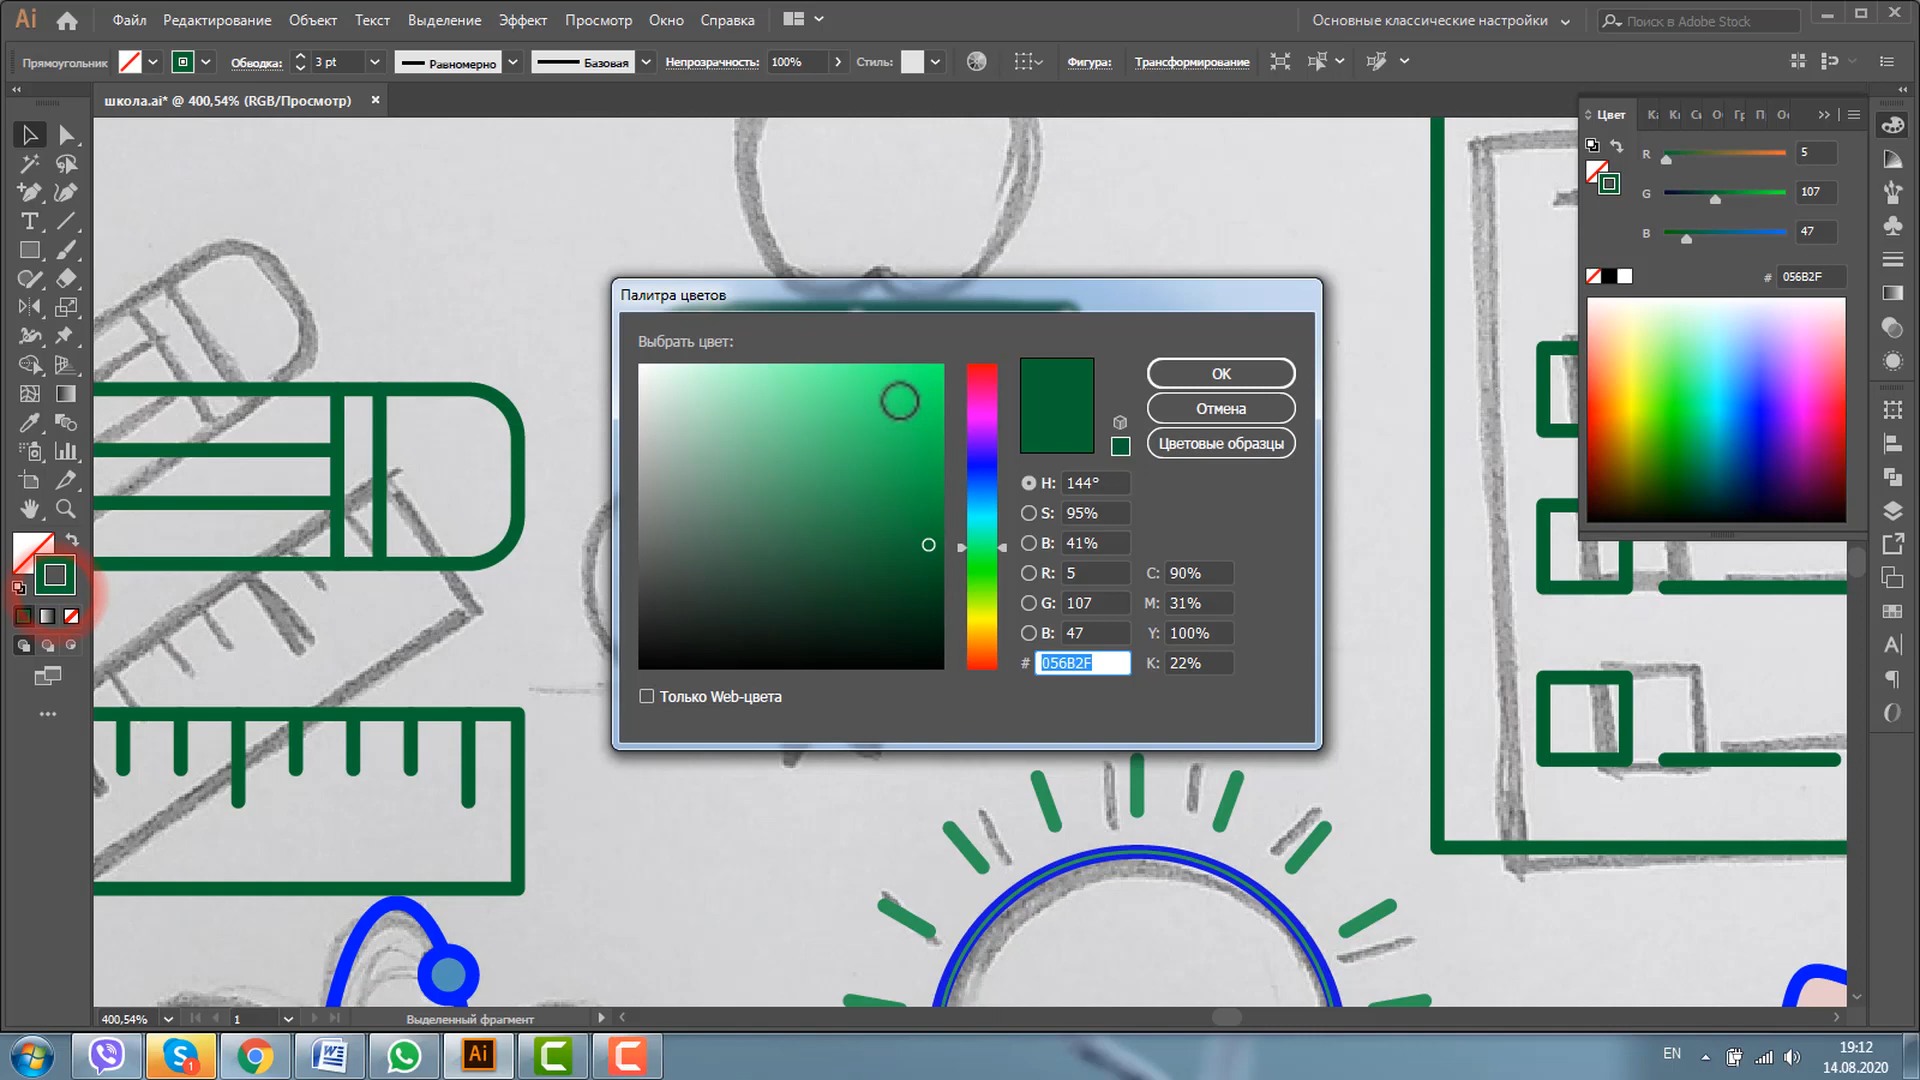 Ai Файл Редактирование Объект Текст Выделение Эффект Просмотр Окно Справка Основные классические настройки Поиск в Adobe Stock
Прямоугольник Обводка: 3 pt Равномерно Базовая Непрозрачность: 100% Стиль: Фигура: Трансформирование
школа.ai* @ 400,54% (RGB/Просмотр)
Цвет
R 5
G 107
B 47
# 056B2F
Палитра цветов
Выбрать цвет:
OK
Отмена
Цветовые образцы
H: 144°
S: 95%
B: 41%
R: 5 C: 90%
G: 107 M: 31%
B: 47 Y: 100%
# 056B2F K: 22%
Только Web-цвета
400,54% 1 Выделенный фрагмент
EN 19:12
14.08.2020